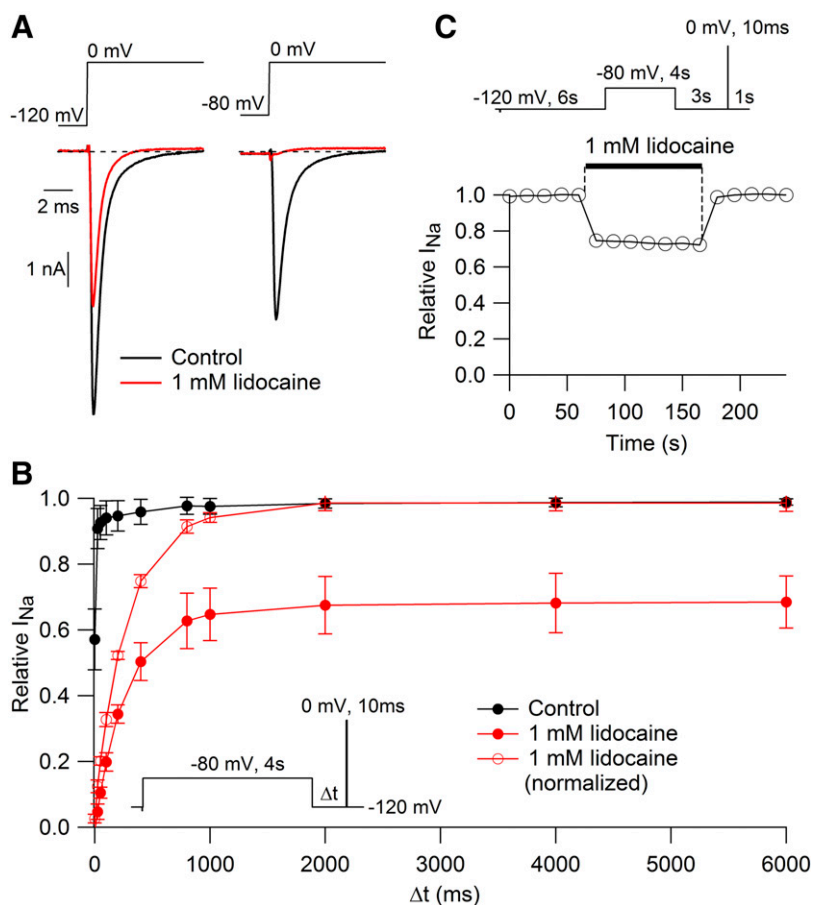 A
0 mV
0 mV
-120 mV
-80 mV
2 ms
1 nA
Control
1 mM lidocaine
C
0 mV, 10ms
-80 mV, 4s
-120 mV, 6s
3s
1s
1 mM lidocaine
1.0
0.8
0.6
0.4
0.2
0.0
Relative I_Na
0 50 100 150 200
Time (s)
B
1.0
0.8
0.6
0.4
0.2
0.0
Relative I_Na
0 mV, 10ms
-80 mV, 4s
Δt
-120 mV
Control
1 mM lidocaine
1 mM lidocaine
(normalized)
0 1000 2000 3000 4000 5000 6000
Δt (ms)